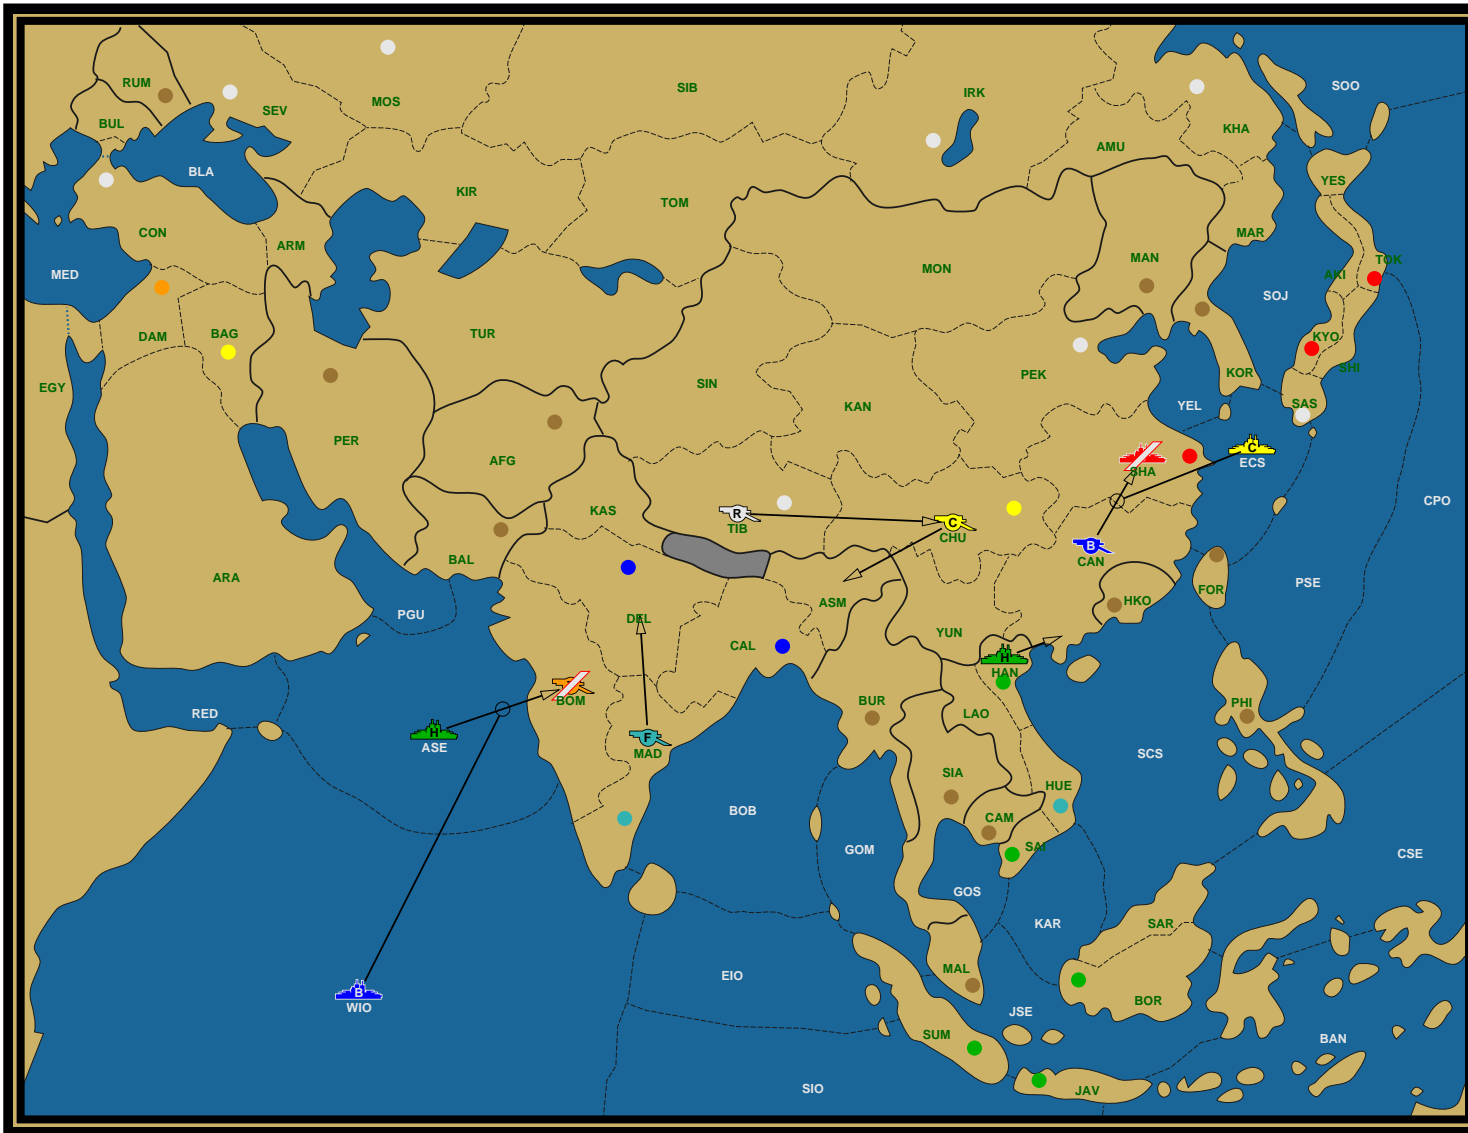 RUM
SEV
MOS
SIB
IRK
SOO
BUL
KHA
AMU
BLA
KIR
YES
TOM
CON
ARM
MAR
MED
MAN
TOK
MON
AKI
SOJ
DAM
BAG
TUR
KYO
SHI
EGY
SIN
PEK
KOR
KAN
YEL
SAS
PER
C
AFG
ECS
SHA
CPO
KAS
R
TIB
C
CHU
B
CAN
BAL
ARA
PSE
FOR
HKO
ASM
PGU
DEL
YUN
CAL
H
HAN
T
BOM
BUR
PHI
RED
LAO
H
ASE
F
MAD
SCS
SIA
HUE
BOB
CAM
SAI
GOM
CSE
GOS
KAR
SAR
MAL
EIO
B
WIO
BOR
JSE
SUM
BAN
SIO
JAV